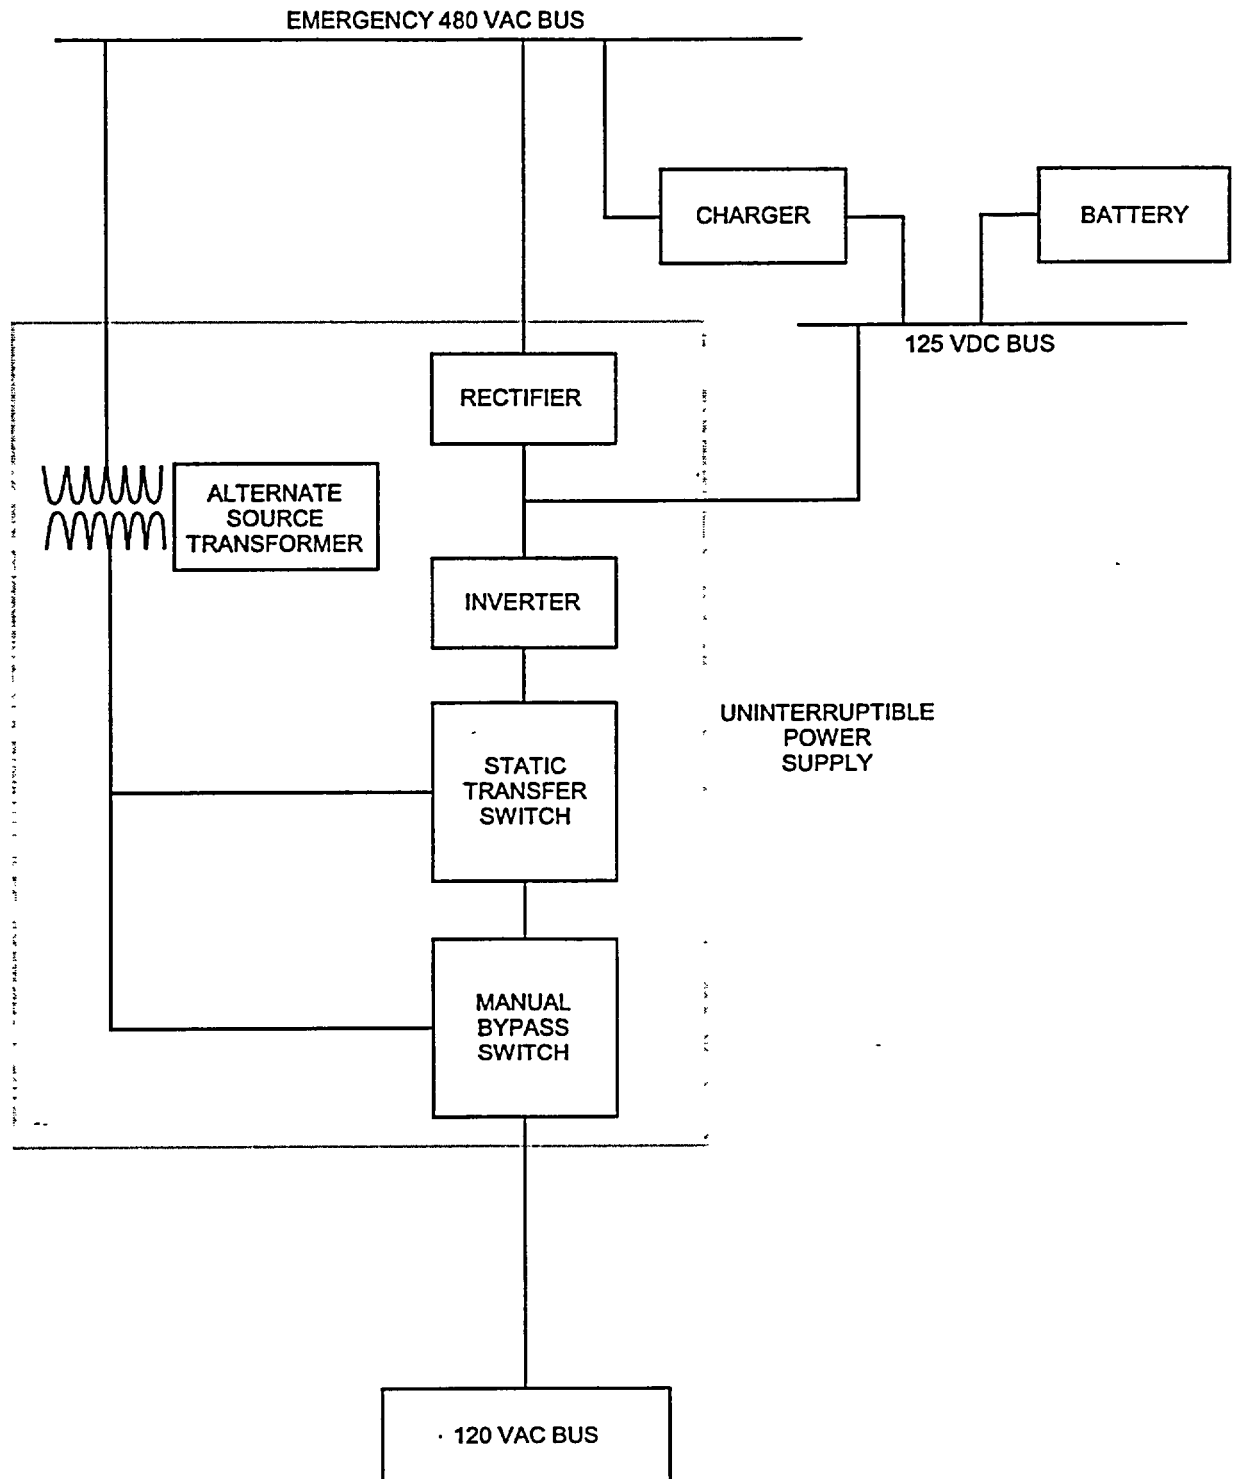 EMERGENCY 480 VAC BUS
CHARGER
BATTERY
125 VDC BUS
RECTIFIER
ALTERNATE
SOURCE
TRANSFORMER
INVERTER
UNINTERRUPTIBLE
POWER
SUPPLY
STATIC
TRANSFER
SWITCH
MANUAL
BYPASS
SWITCH
120 VAC BUS